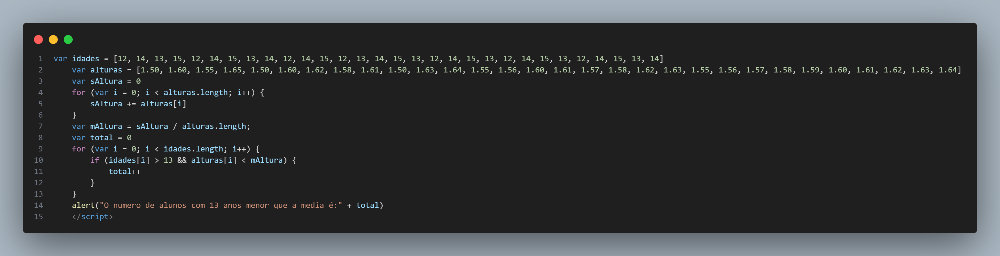 1 var idades = [12, 14, 13, 15, 12, 14, 15, 13, 14, 12, 14, 15, 12, 13, 14, 15, 13, 12, 14, 15, 13, 12, 14, 15, 13, 12, 14, 15, 13, 14]
2 var alturas = [1.50, 1.60, 1.55, 1.65, 1.50, 1.60, 1.62, 1.58, 1.61, 1.50, 1.63, 1.64, 1.55, 1.56, 1.60, 1.61, 1.57, 1.58, 1.62, 1.63, 1.55, 1.56, 1.57, 1.58, 1.59, 1.60, 1.61, 1.62, 1.63, 1.64]
3 var sAltura = 0
4 for (var i = 0; i < alturas.length; i++) {
5 sAltura += alturas[i]
6 }
7 var mAltura = sAltura / alturas.length;
8 var total = 0
9 for (var i = 0; i < idades.length; i++) {
10 if (idades[i] > 13 && alturas[i] < mAltura) {
11 total++
12 }
13 }
14 alert("O numero de alunos com 13 anos menor que a media é:" + total)
15 </script>